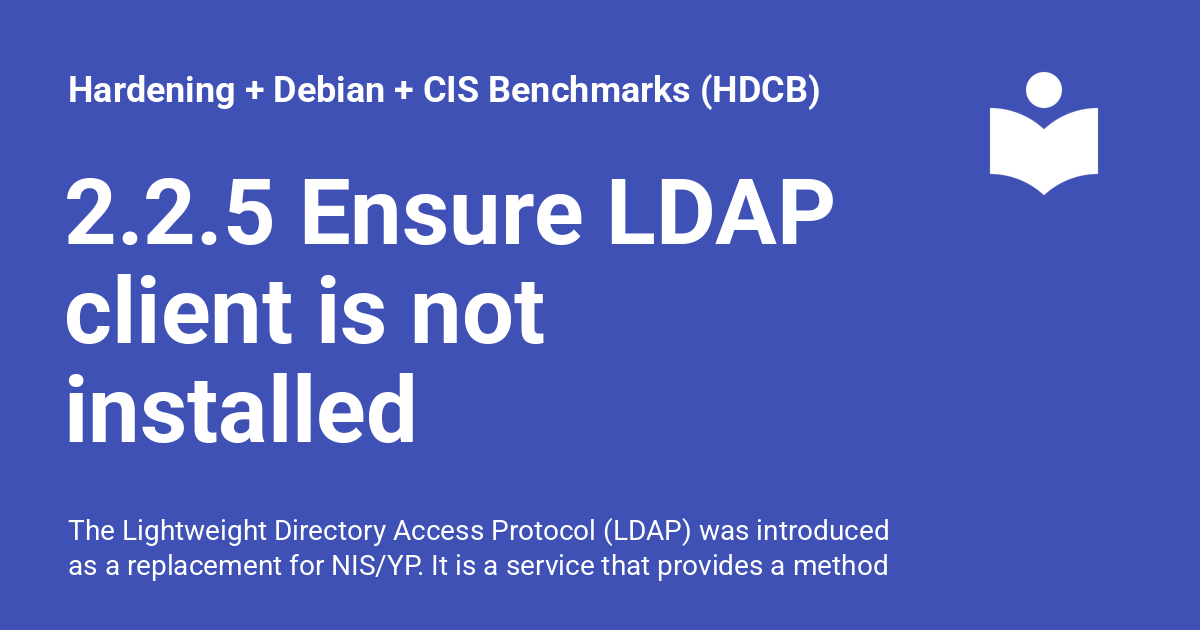 Hardening + Debian + CIS Benchmarks (HDCB)
2.2.5 Ensure LDAP
client is not
installed
The Lightweight Directory Access Protocol (LDAP) was introduced
as a replacement for NIS/YP. It is a service that provides a method